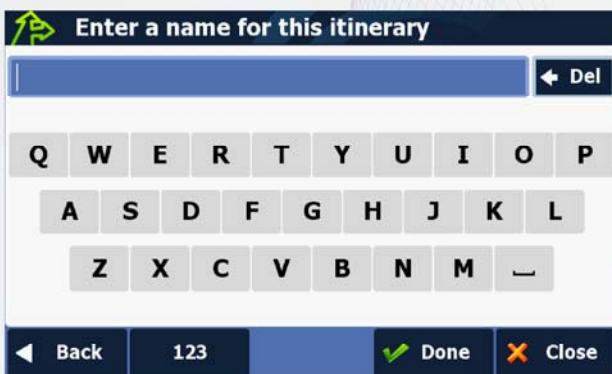 Enter a name for this itinerary
Del
Q W E R T Y U I O P
A S D F G H J K L
Z X C V B N M
Back 123 Done Close